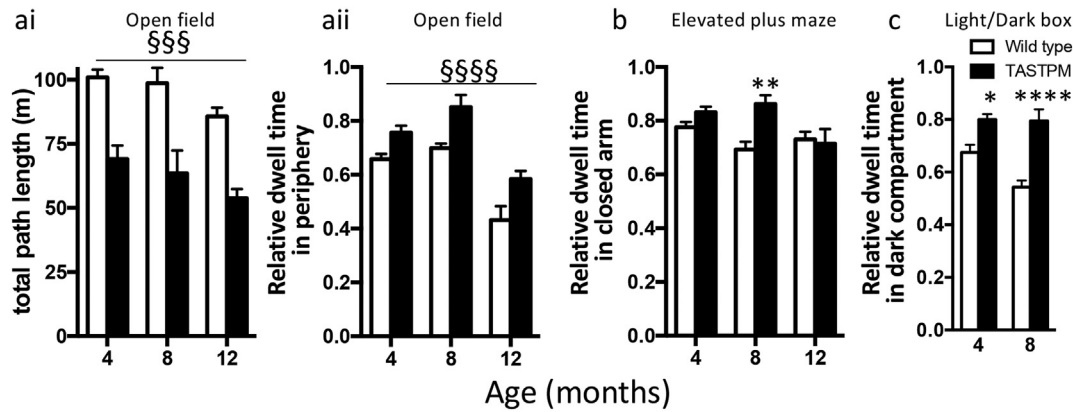 ai
Open field
§§§
total path length (m)
100
75
50
25
0
4 8 12
aii
Open field
§§§§
Relative dwell time
in periphery
1.0
0.8
0.6
0.4
0.2
0.0
4 8 12
b
Elevated plus maze
**
Relative dwell time
in closed arm
1.0
0.8
0.6
0.4
0.2
0.0
4 8 12
c
Light/Dark box
Wild type
TASTPM
* ****
Relative dwell time
in dark compartment
1.0
0.8
0.6
0.4
0.2
0.0
4 8
Age (months)